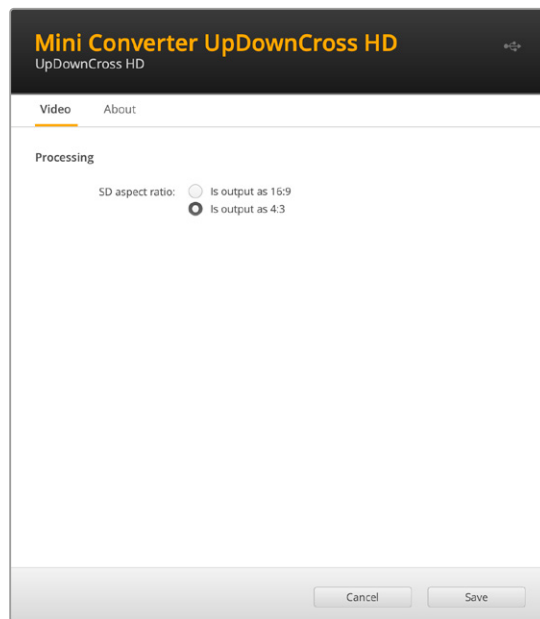 Mini Converter UpDownCross HD
UpDownCross HD
Video About
Processing
SD aspect ratio: Is output as 16:9
Is output as 4:3
Cancel Save